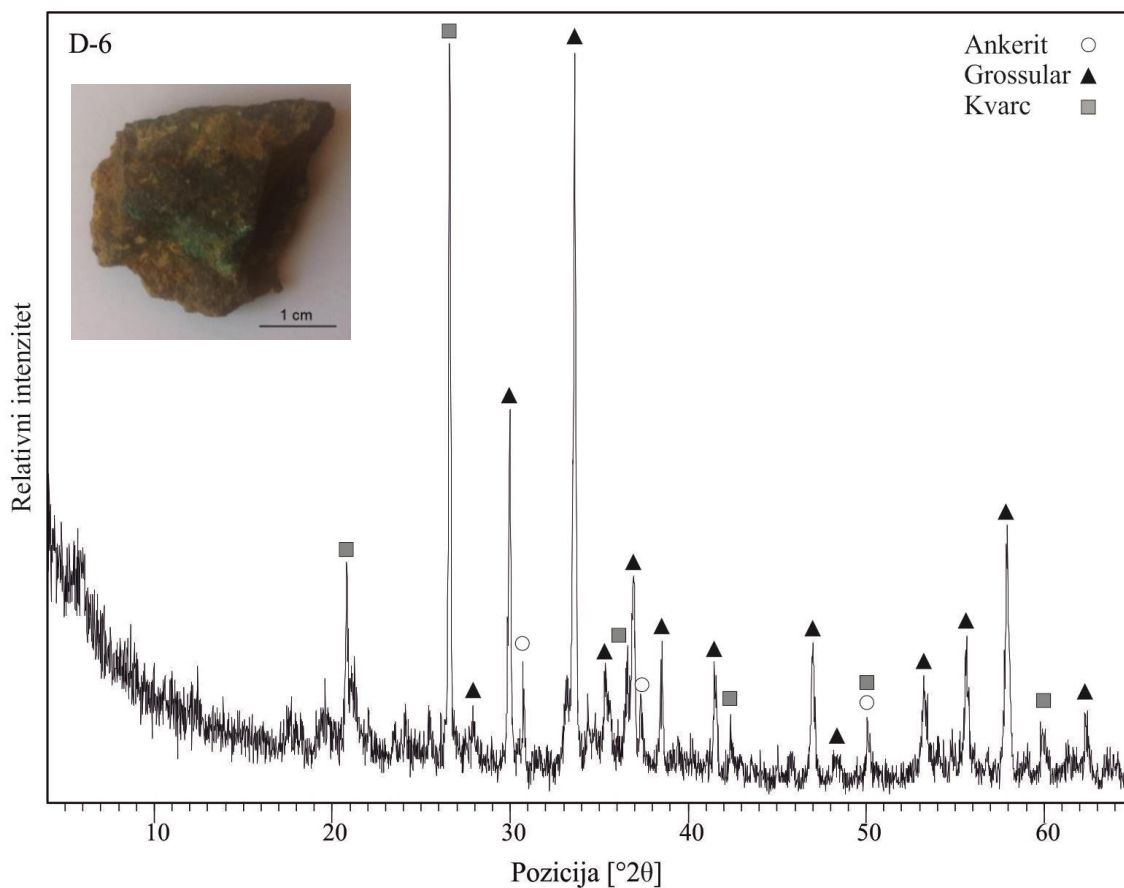 D-6
Ankerit
Grossular
Kvarc
1 cm
Relativni intenzitet
10 20 30 40 50 60
Pozicija [°2θ]